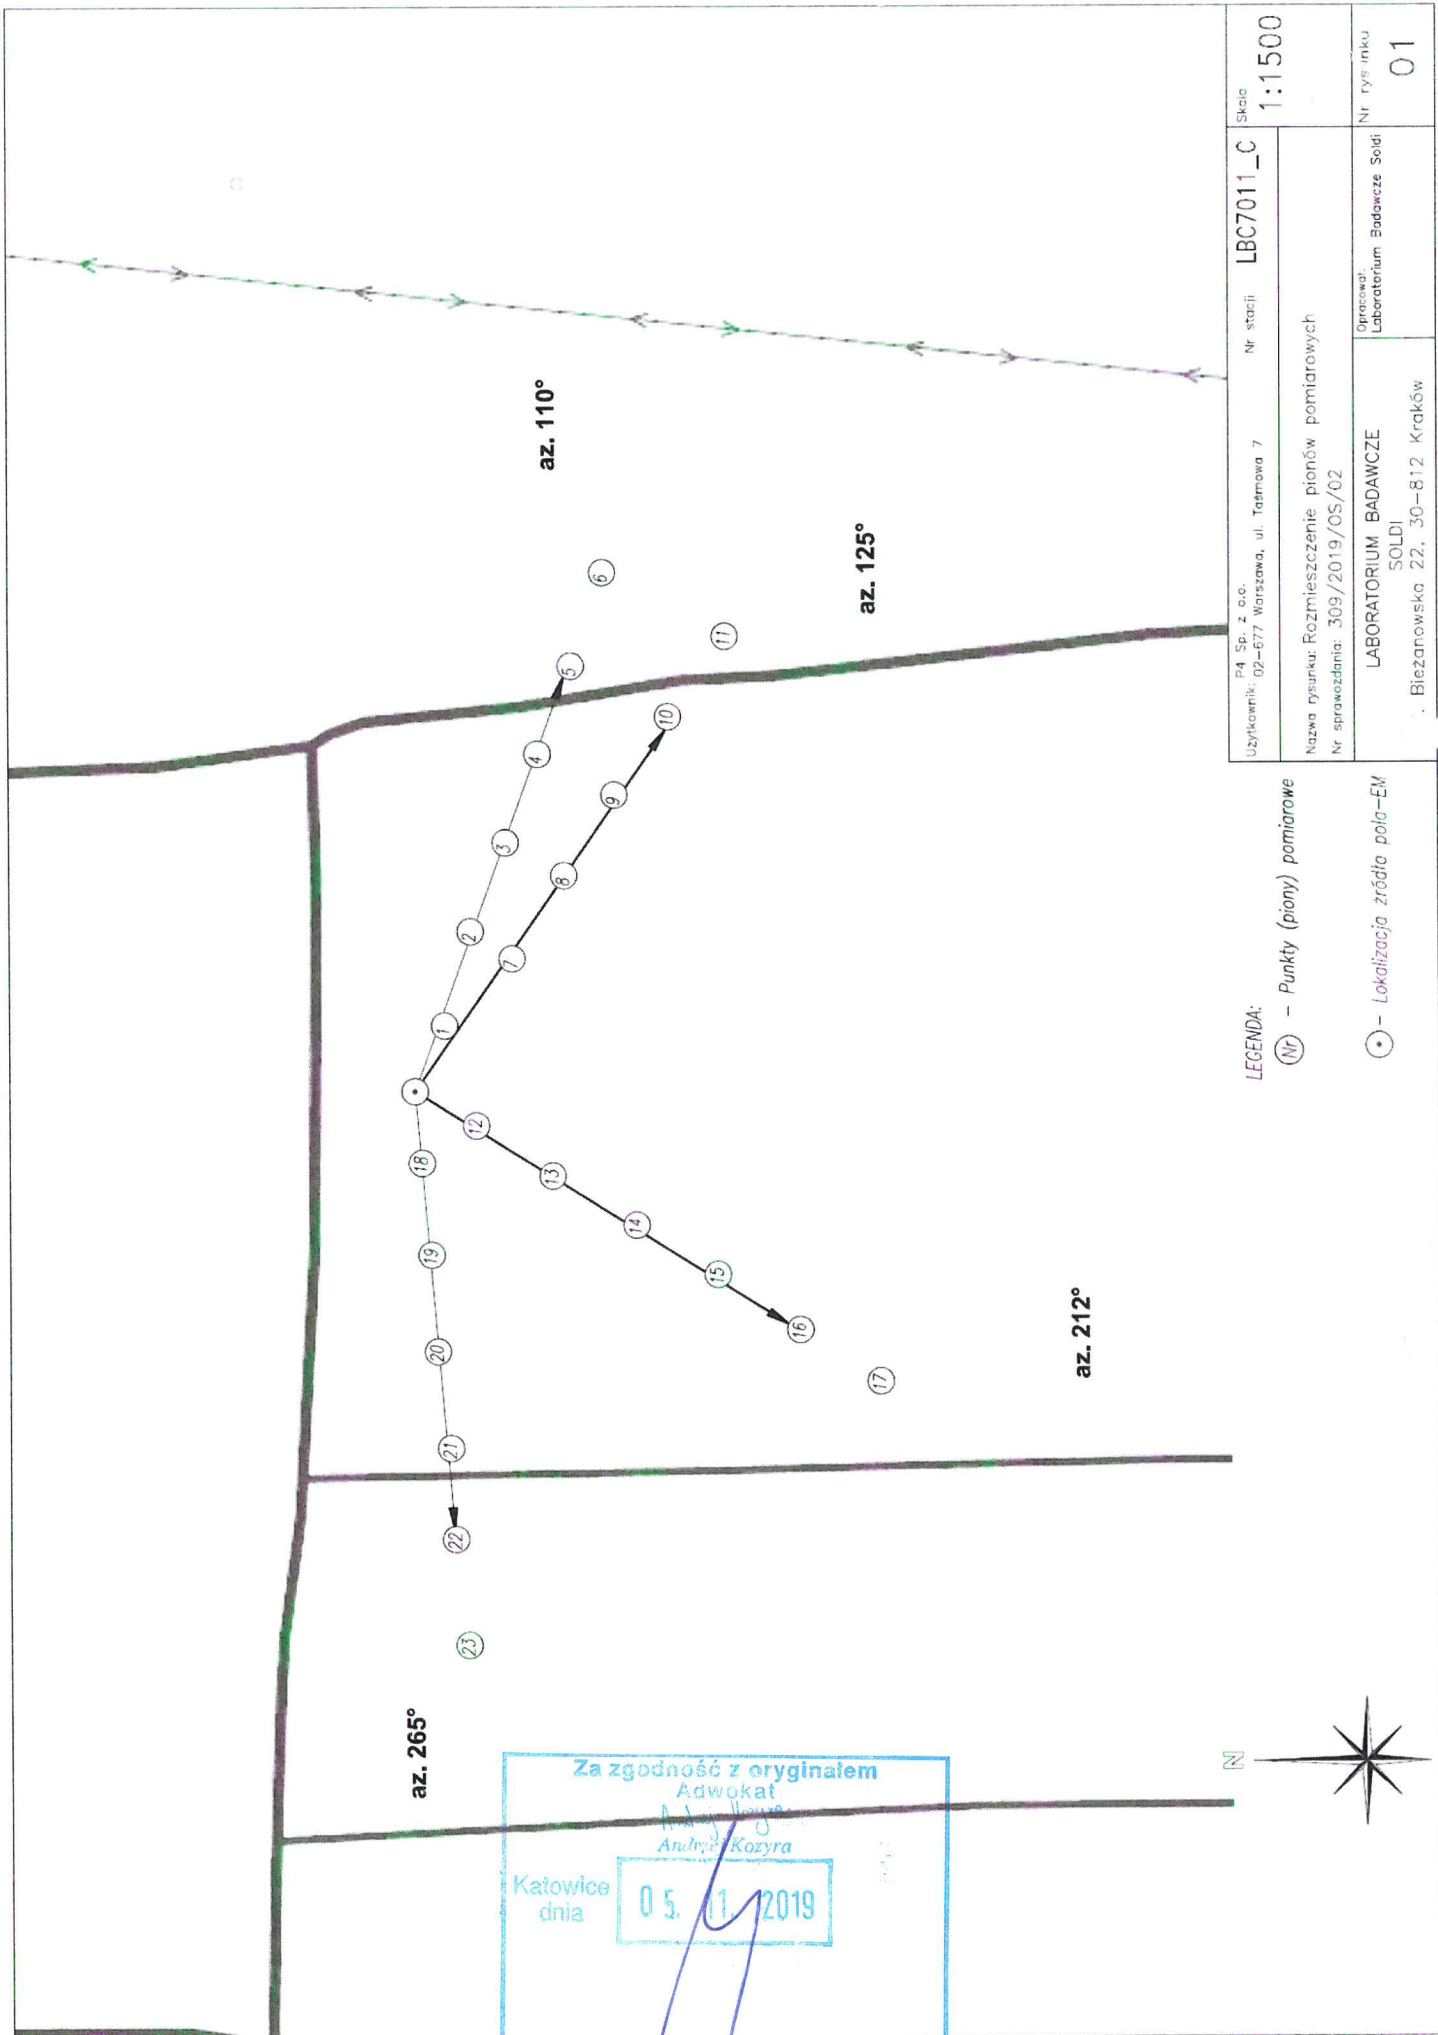 az. 110°
az. 125°
az. 212°
az. 265°
1
2
3
4
5
6
7
8
9
10
11
12
13
14
15
16
17
18
19
20
21
22
23
N
LEGENDA:
Nr – Punkty (piony) pomiarowe
– Lokalizacja źródła pola–EM
Użytkownik: P4 Sp. z o.o.
02–677 Warszawa, ul. Taśmowa 7
Nr stacji LBC7011_C
Skala
1:1500
Nazwa rysunku: Rozmieszczenie pionów pomiarowych
Nr sprawozdania: 309/2019/OS/02
LABORATORIUM BADAWCZE
SOLDI
. Bieżanowska 22, 30–812 Kraków
Opracował:
Laboratorium Badawcze Soldi
Nr rysunku
01
Za zgodność z oryginałem
Adwokat
Andrzej Kozyra
Katowice
dnia
05. 11. 2019